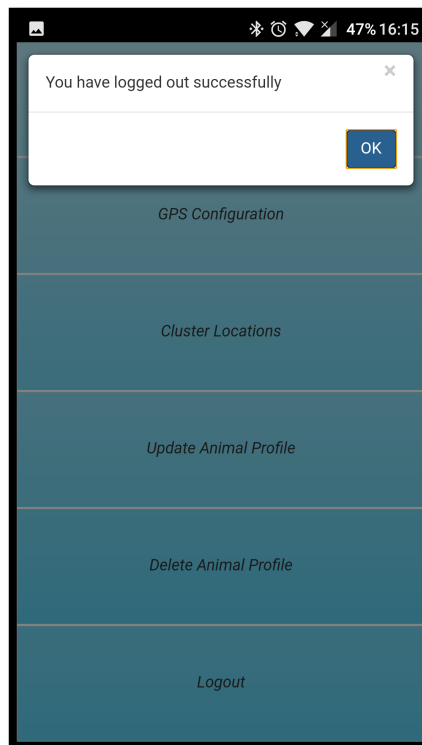 47% 16:15
You have logged out successfully
×
OK
GPS Configuration
Cluster Locations
Update Animal Profile
Delete Animal Profile
Logout